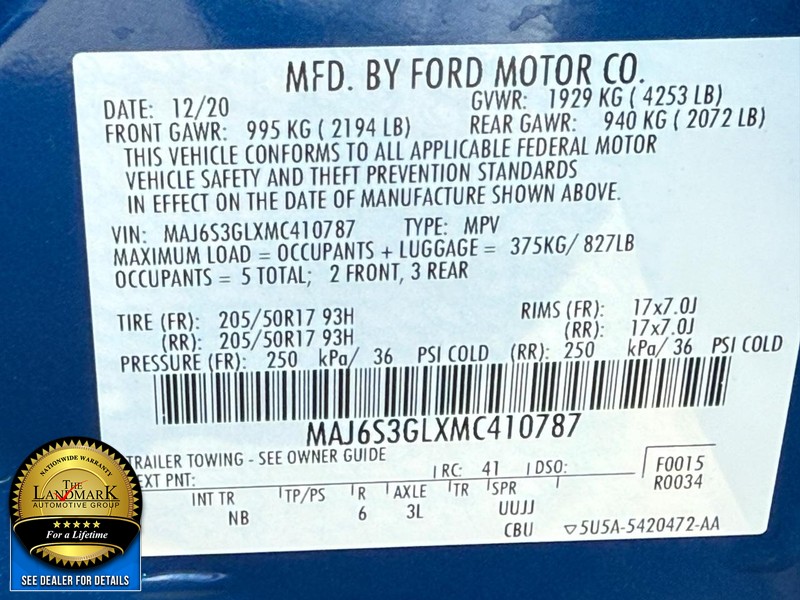 MFD. BY FORD MOTOR CO.
DATE: 12/20 GVWR: 1929 KG ( 4253 LB)
FRONT GAWR: 995 KG ( 2194 LB) REAR GAWR: 940 KG ( 2072 LB)
THIS VEHICLE CONFORMS TO ALL APPLICABLE FEDERAL MOTOR
VEHICLE SAFETY AND THEFT PREVENTION STANDARDS
IN EFFECT ON THE DATE OF MANUFACTURE SHOWN ABOVE.
VIN: MAJ6S3GLXMC410787 TYPE: MPV
MAXIMUM LOAD = OCCUPANTS + LUGGAGE = 375KG/ 827LB
OCCUPANTS = 5 TOTAL; 2 FRONT, 3 REAR
TIRE (FR): 205/50R17 93H RIMS (FR): 17x7.0J
(RR): 205/50R17 93H (RR): 17x7.0J
PRESSURE (FR): 250 kPa/ 36 PSI COLD (RR): 250 kPa/ 36 PSI COLD
MAJ6S3GLXMC410787
TRAILER TOWING - SEE OWNER GUIDE
EXT PNT: RC: 41 DSO: F0015
R0034
INT TR TP/PS R AXLE TR SPR
NB 6 3L UUJJ
CBU 5U5A-5420472-AA
NATIONWIDE WARRANTY
THE
LANDMARK
AUTOMOTIVE GROUP
For a Lifetime
SEE DEALER FOR DETAILS